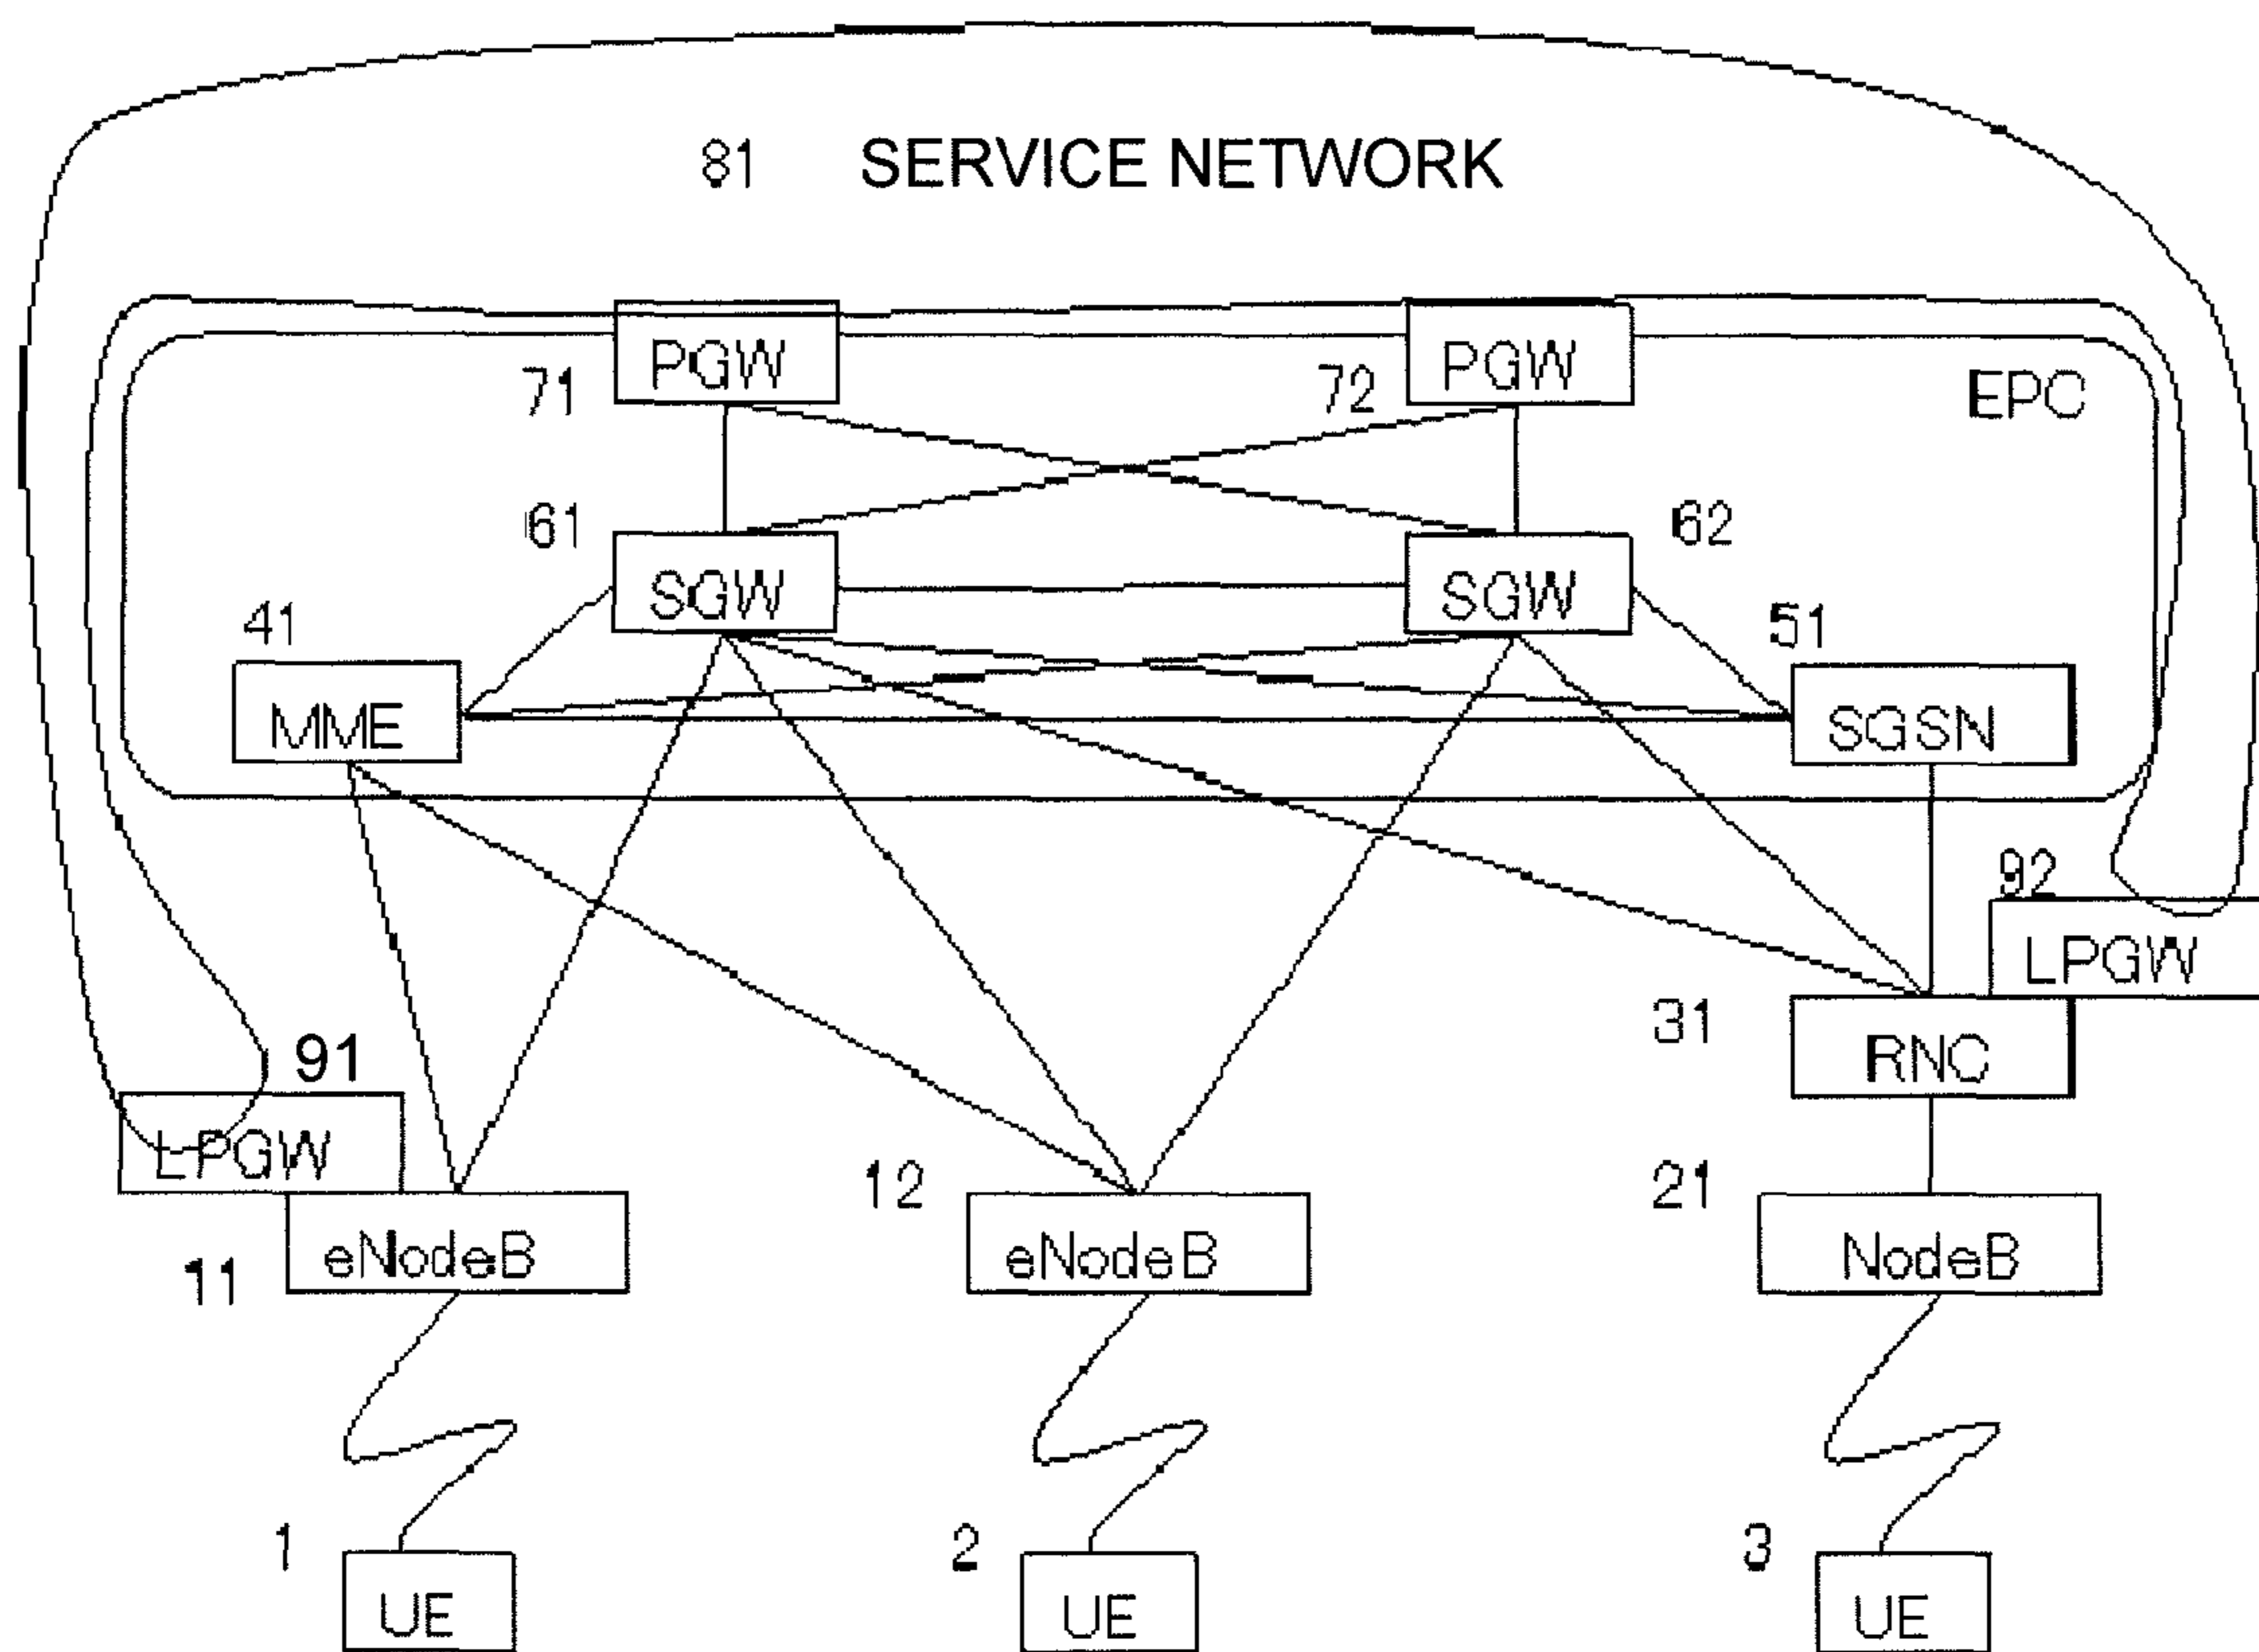 81 SERVICE NETWORK
PGW PGW
71 72 EPC
61 62
SGW SGW
41 51
MME SGSN
92
LPGW
31
RNC
91
LPGW
12 21
eNodeB eNodeB NodeB
11
1 2 3
UE UE UE